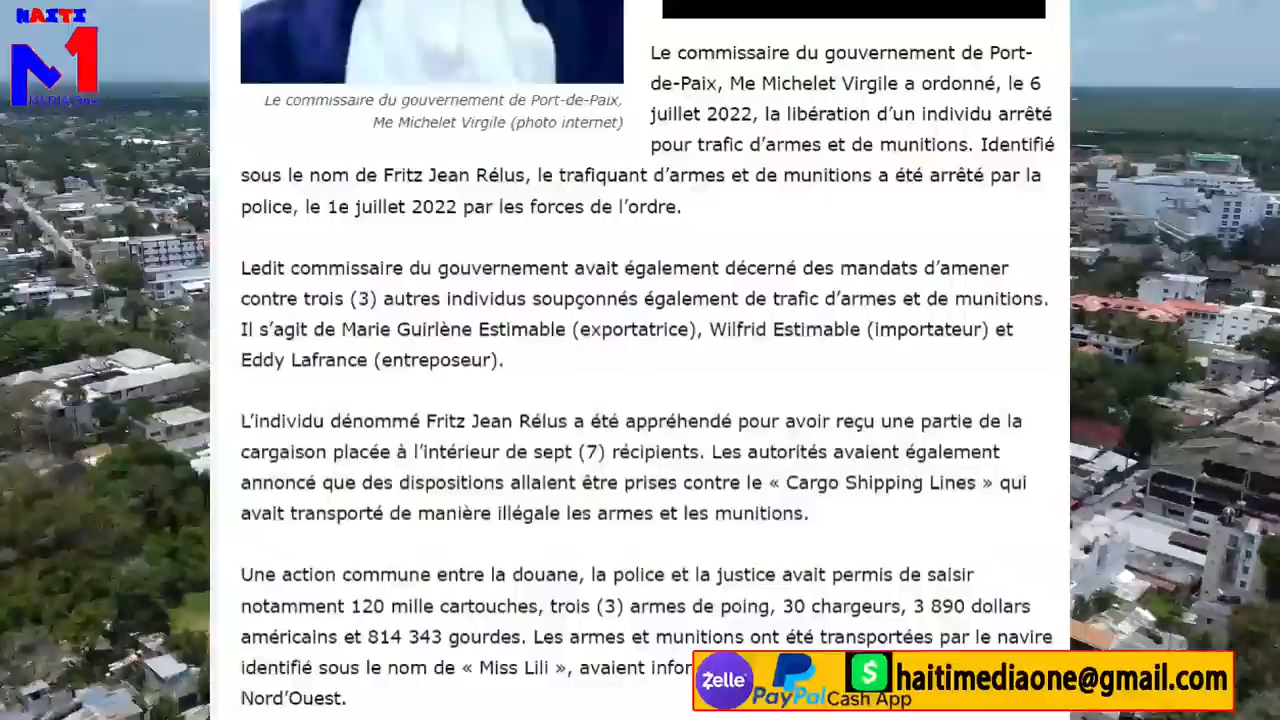 HAITI
M1
MEDIA One
Le commissaire du gouvernement de Port-de-Paix,
Me Michelet Virgile (photo internet)
Le commissaire du gouvernement de Port-
de-Paix, Me Michelet Virgile a ordonné, le 6
juillet 2022, la libération d’un individu arrêté
pour trafic d’armes et de munitions. Identifié
sous le nom de Fritz Jean Rélus, le trafiquant d’armes et de munitions a été arrêté par la
police, le 1e juillet 2022 par les forces de l’ordre.
Ledit commissaire du gouvernement avait également décerné des mandats d’amener
contre trois (3) autres individus soupçonnés également de trafic d’armes et de munitions.
Il s’agit de Marie Guirlène Estimable (exportatrice), Wilfrid Estimable (importateur) et
Eddy Lafrance (entreposeur).
L’individu dénommé Fritz Jean Rélus a été appréhendé pour avoir reçu une partie de la
cargaison placée à l’intérieur de sept (7) récipients. Les autorités avaient également
annoncé que des dispositions allaient être prises contre le « Cargo Shipping Lines » qui
avait transporté de manière illégale les armes et les munitions.
Une action commune entre la douane, la police et la justice avait permis de saisir
notamment 120 mille cartouches, trois (3) armes de poing, 30 chargeurs, 3 890 dollars
américains et 814 343 gourdes. Les armes et munitions ont été transportées par le navire
identifié sous le nom de « Miss Lili », avaient infor
Nord’Ouest.
Zelle PayPal $ Cash App haitimediaone@gmail.com